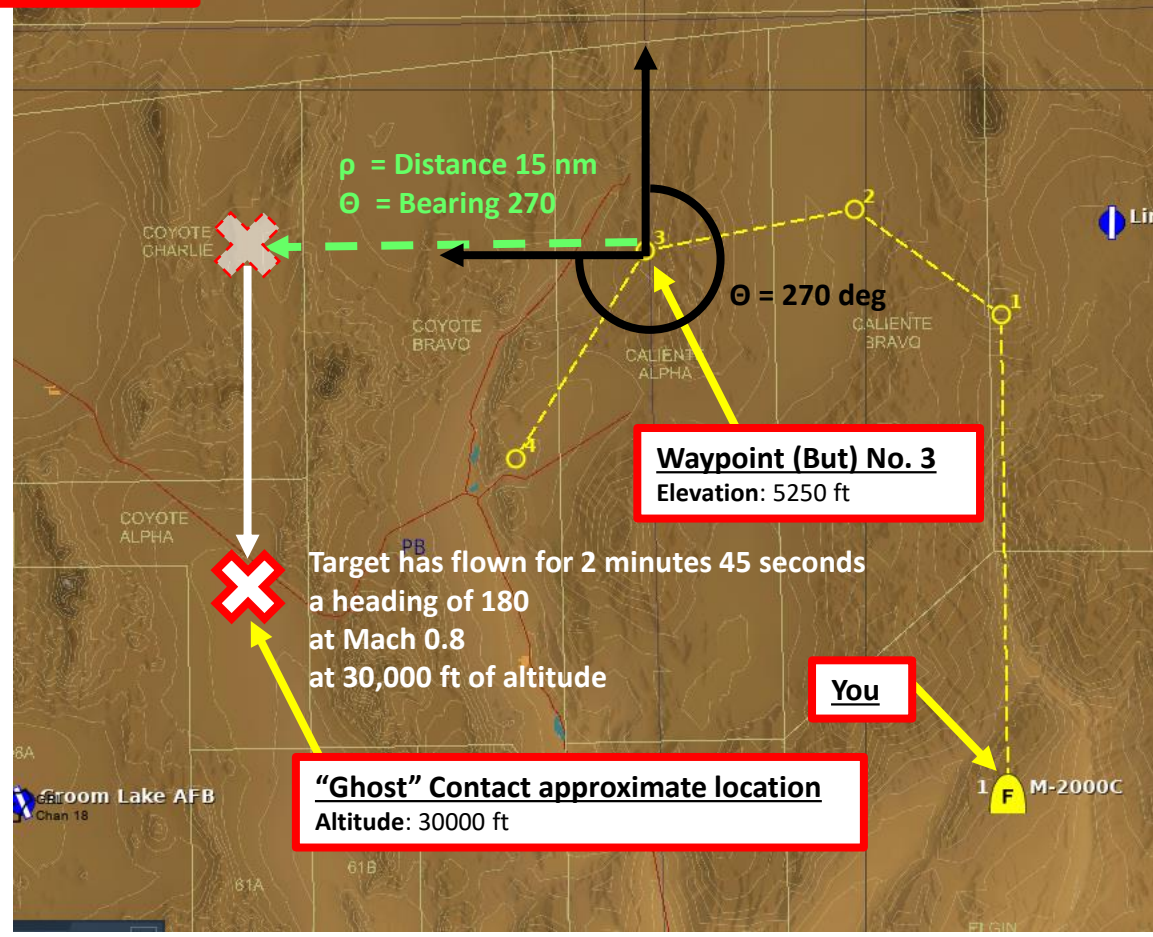 ρ = Distance 15 nm
Θ = Bearing 270
COYOTE
CHARLIE
2
Lin
3
Θ = 270 deg
1
COYOTE
BRAVO
CALIENTE
BRAVO
CALIENTE
ALPHA
4
Waypoint (But) No. 3
Elevation: 5250 ft
COYOTE
ALPHA
PB
Target has flown for 2 minutes 45 seconds
a heading of 180
at Mach 0.8
at 30,000 ft of altitude
You
"Ghost" Contact approximate location
Altitude: 30000 ft
1 F M-2000C
Groom Lake AFB
Chan 18
61B
61A
ELGIN